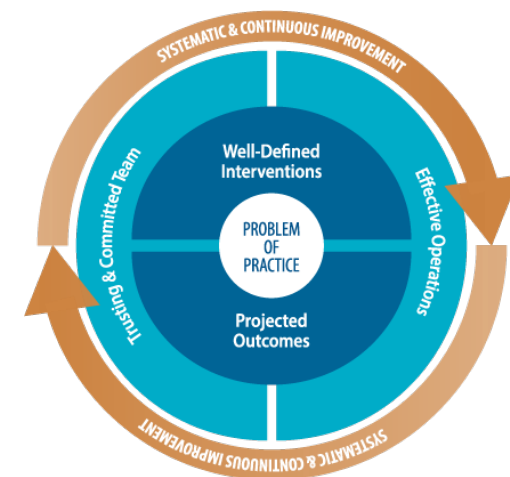 SYSTEMATIC & CONTINUOUS IMPROVEMENT
Well-Defined
Interventions
Trusting & Committed Team
PROBLEM
OF
PRACTICE
Effective Operations
Projected
Outcomes
SYSTEMATIC & CONTINUOUS IMPROVEMENT